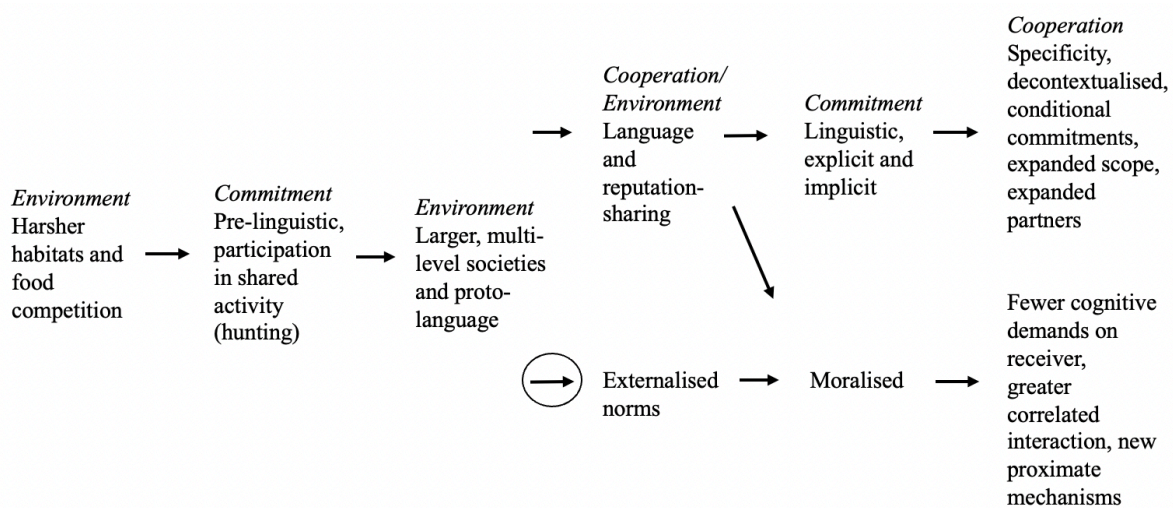 Environment
Harsher
habitats and
food
competition
Commitment
Pre-linguistic,
participation
in shared
activity
(hunting)
Environment
Larger, multi-
level societies
and proto-
language
Cooperation/
Environment
Language
and
reputation-
sharing
Commitment
Linguistic,
explicit and
implicit
Cooperation
Specificity,
decontextualised,
conditional
commitments,
expanded scope,
expanded
partners
Externalised
norms
Moralised
Fewer cognitive
demands on
receiver,
greater
correlated
interaction, new
proximate
mechanisms